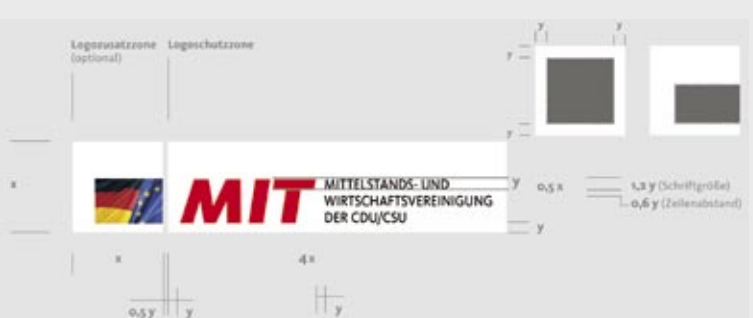 y y
Logozusatzzone Logoschutzzone
(optional)
y
y
x
MIT
MITTELSTANDS- UND
WIRTSCHAFTSVEREINIGUNG
DER CDU/CSU
y
0,5 x
1,2 y (Schriftgröße)
0,6 y (Zeilenabstand)
y
x 4x
0,5 y y y